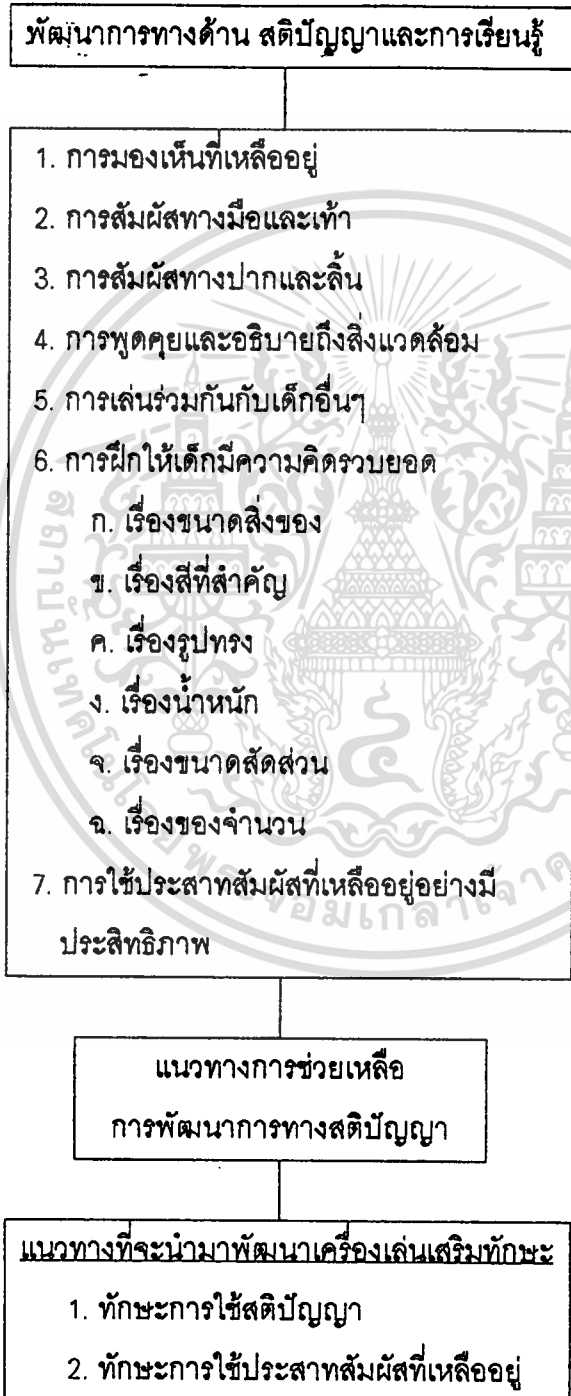 พัฒนาการทางด้าน สติปัญญาและการเรียนรู้
1. การมองเห็นที่เหลืออยู่
2. การสัมผัสทางมือและเท้า
3. การสัมผัสทางปากและลิ้น
4. การพูดคุยและอธิบายถึงสิ่งแวดล้อม
5. การเล่นร่วมกันกับเด็กอื่นๆ
6. การฝึกให้เด็กมีความคิดรวบยอด
ก. เรื่องขนาดสิ่งของ
ข. เรื่องสีที่สำคัญ
ค. เรื่องรูปทรง
ง. เรื่องน้ำหนัก
จ. เรื่องขนาดสัดส่วน
ฉ. เรื่องของจำนวน
7. การใช้ประสาทสัมผัสที่เหลืออยู่อย่างมี
ประสิทธิภาพ
แนวทางการช่วยเหลือ
การพัฒนาการทางสติปัญญา
แนวทางที่จะนำมาพัฒนาเครื่องเล่นเสริมทักษะ
1. ทักษะการใช้สติปัญญา
2. ทักษะการใช้ประสาทสัมผัสที่เหลืออยู่